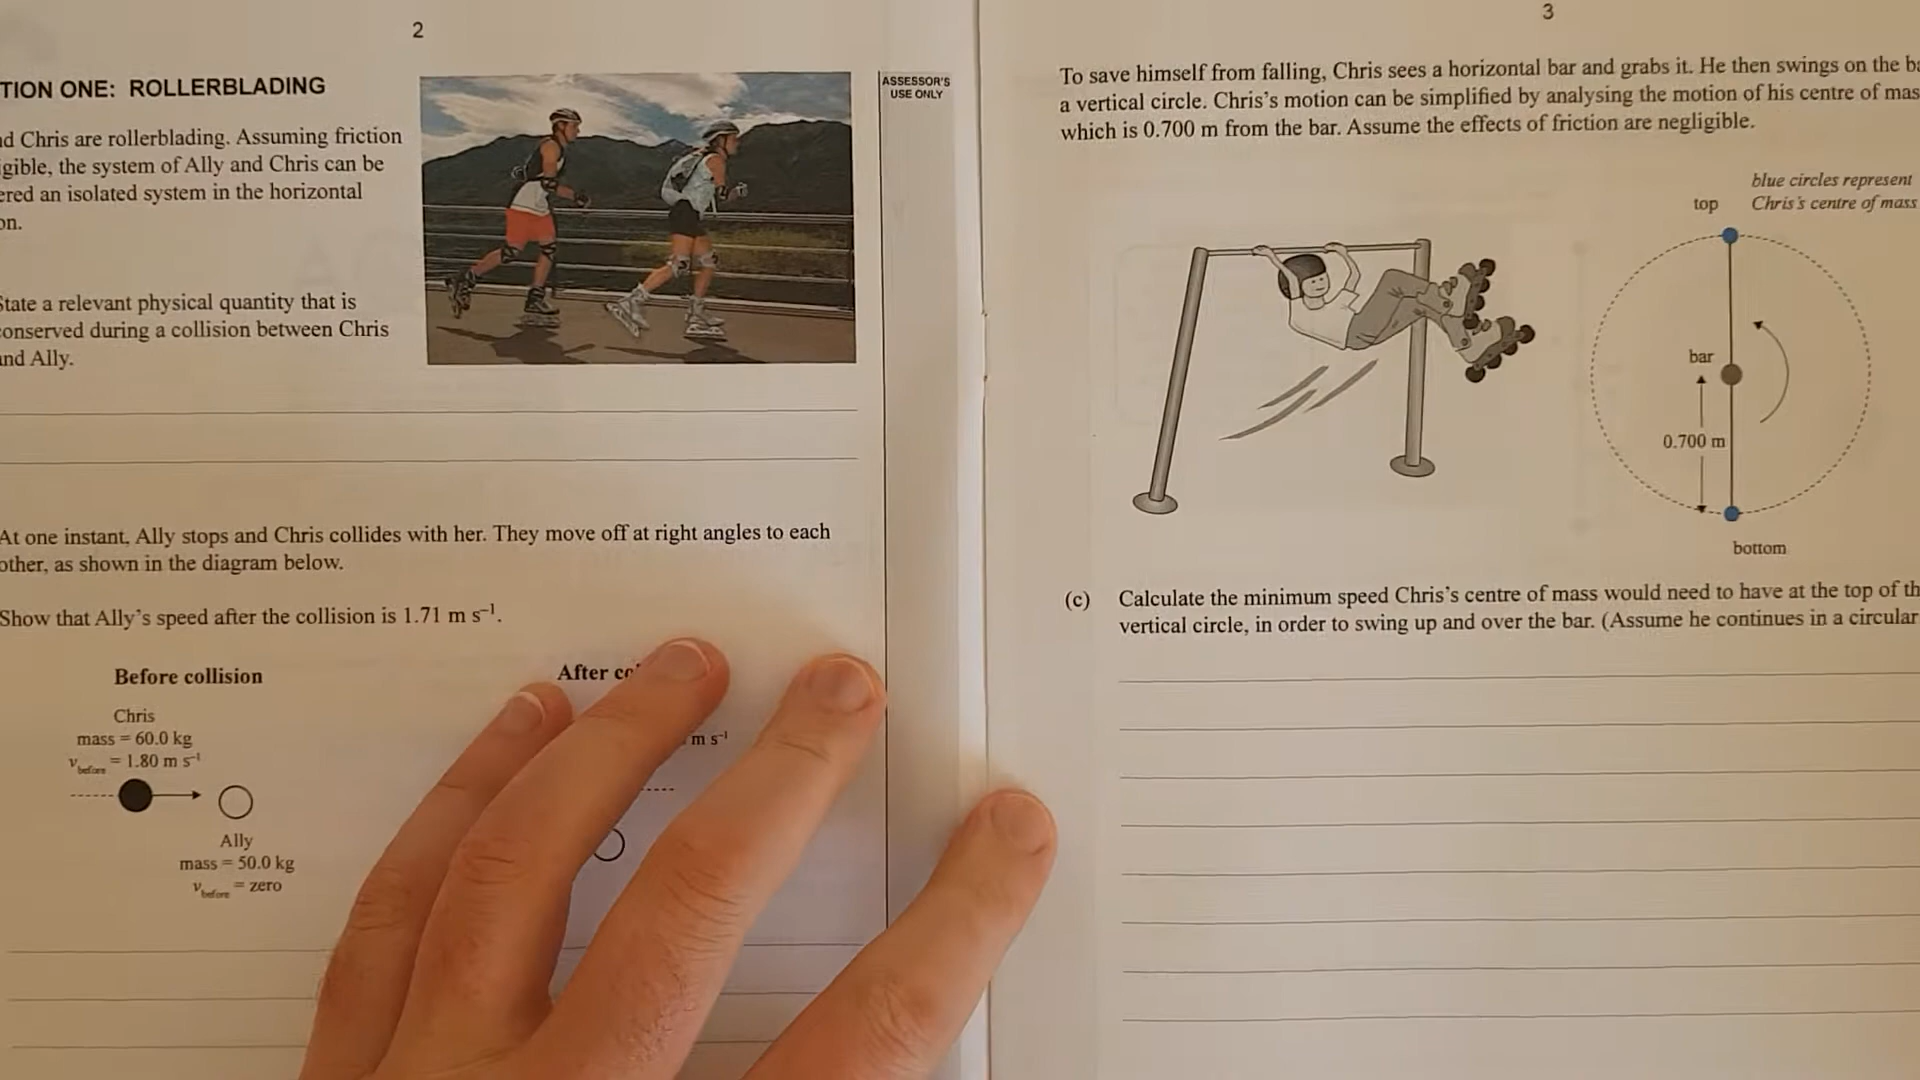 2
TION ONE: ROLLERBLADING
ASSESSOR'S
USE ONLY
d Chris are rollerblading. Assuming friction
gible, the system of Ally and Chris can be
ered an isolated system in the horizontal
on.
State a relevant physical quantity that is
conserved during a collision between Chris
and Ally.
At one instant, Ally stops and Chris collides with her. They move off at right angles to each
other, as shown in the diagram below.
Show that Ally's speed after the collision is 1.71 m s⁻¹.
Before collision
After co
Chris
mass = 60.0 kg
v before = 1.80 m s⁻¹
m s⁻¹
Ally
mass = 50.0 kg
v before = zero
3
To save himself from falling, Chris sees a horizontal bar and grabs it. He then swings on the ba
a vertical circle. Chris's motion can be simplified by analysing the motion of his centre of mas
which is 0.700 m from the bar. Assume the effects of friction are negligible.
blue circles represent
Chris's centre of mass
top
bar
0.700 m
bottom
(c) Calculate the minimum speed Chris's centre of mass would need to have at the top of th
vertical circle, in order to swing up and over the bar. (Assume he continues in a circular